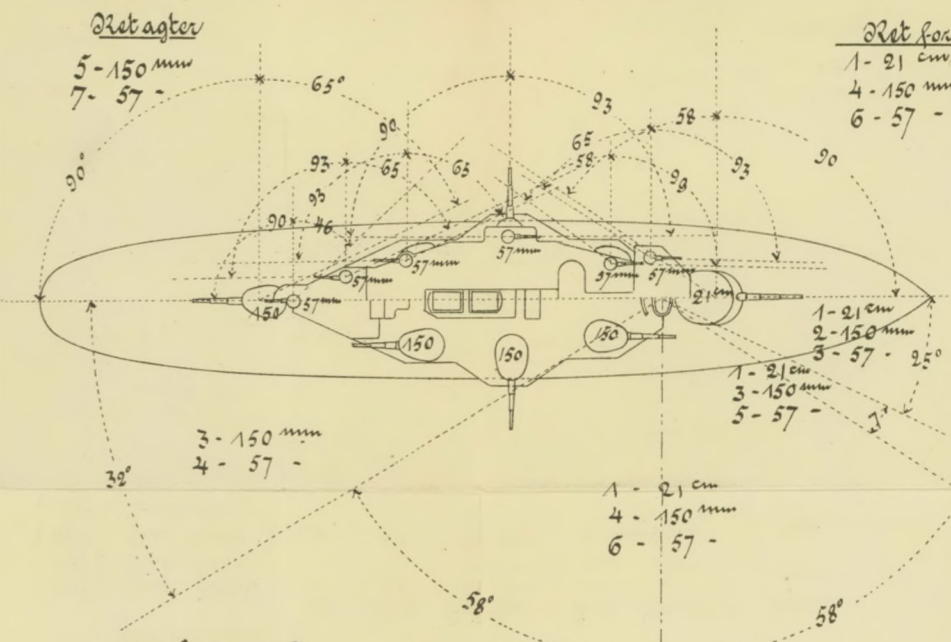 Ret agter
5 - 150 mm
7 - 57 -
Ret for
1 - 21 cm
4 - 150 mm
6 - 57 -
90°
65°
90
93
58
65
58
90
93
65
65
93
99
93
90
46
57 mm
57 mm
57 mm
57 mm
57 mm
57 mm
150
21 cm
150
150
150
1 - 21 cm
2 - 150 mm
3 - 57 -
25°
1 - 21 cm
3 - 150 mm
5 - 57 -
7°
3 - 150 mm
4 - 57 -
32°
1 - 21 cm
4 - 150 mm
6 - 57 -
58°
58°